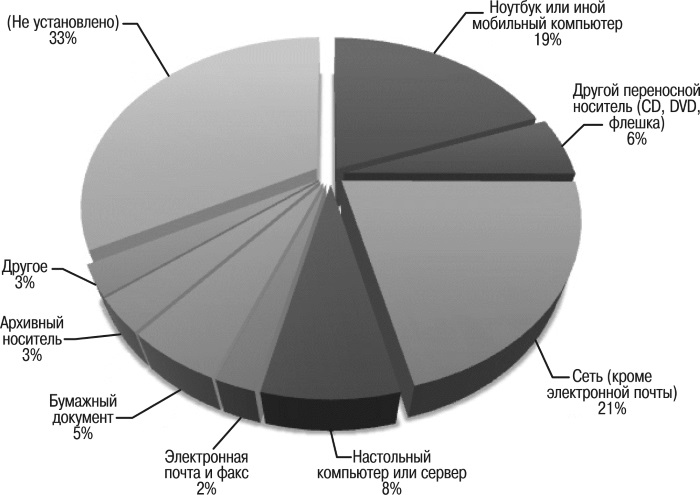 (Не установлено)
33%
Ноутбук или иной
мобильный компьютер
19%
Другой переносной
носитель (CD, DVD,
флешка)
6%
Сеть (кроме
электронной почты)
21%
Настольный
компьютер или сервер
8%
Электронная
почта и факс
2%
Бумажный
документ
5%
Архивный
носитель
3%
Другое
3%